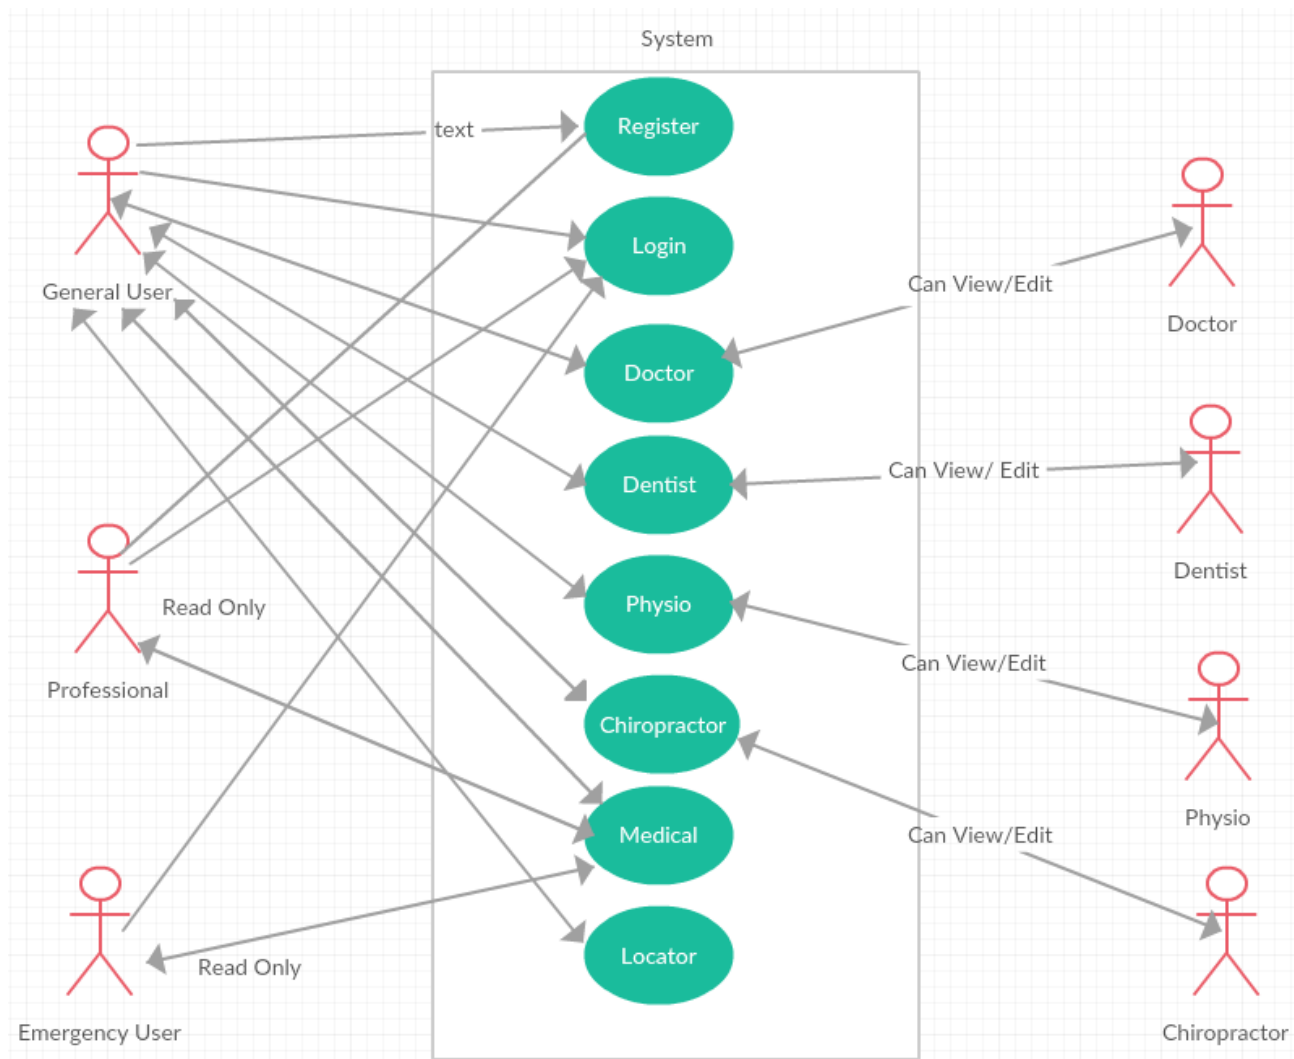 System
text
Register
Login
General User
Can View/Edit
Doctor
Doctor
Dentist
Can View/ Edit
Dentist
Physio
Read Only
Can View/Edit
Professional
Chiropractor
Physio
Medical
Can View/Edit
Locator
Read Only
Emergency User
Chiropractor